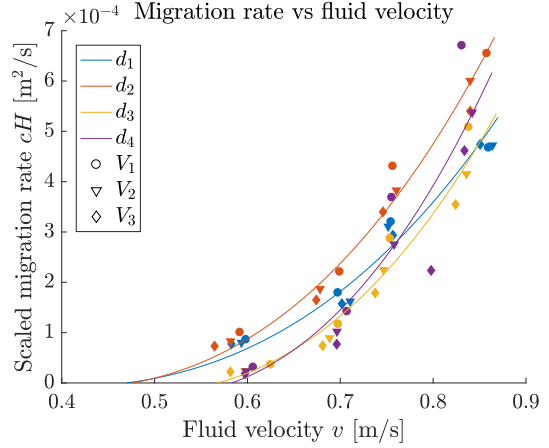 Migration rate vs fluid velocity
×10⁻⁴
7
6
5
4
3
2
1
0
Scaled migration rate cH [m²/s]
d₁
d₂
d₃
d₄
V₁
V₂
V₃
0.4 0.5 0.6 0.7 0.8 0.9
Fluid velocity v [m/s]